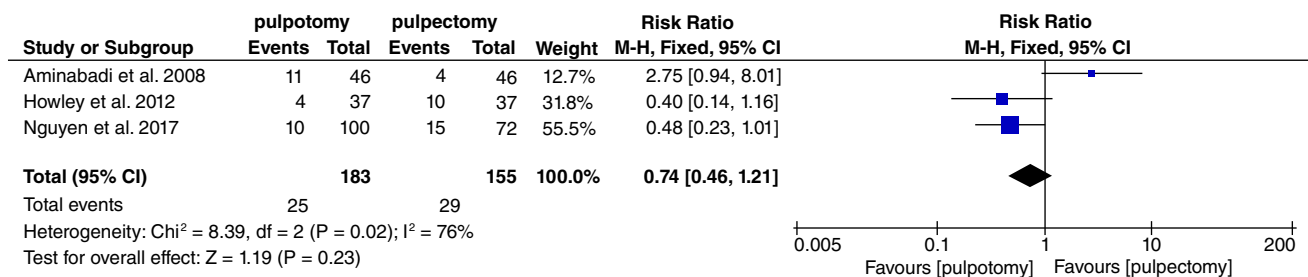 pulpotomy pulpectomy Risk Ratio Risk Ratio
Study or Subgroup Events Total Events Total Weight M-H, Fixed, 95% CI M-H, Fixed, 95% CI
Aminabadi et al. 2008 11 46 4 46 12.7% 2.75 [0.94, 8.01]
Howley et al. 2012 4 37 10 37 31.8% 0.40 [0.14, 1.16]
Nguyen et al. 2017 10 100 15 72 55.5% 0.48 [0.23, 1.01]
Total (95% CI) 183 155 100.0% 0.74 [0.46, 1.21]
Total events 25 29
Heterogeneity: Chi² = 8.39, df = 2 (P = 0.02); I² = 76%
Test for overall effect: Z = 1.19 (P = 0.23)
0.005 0.1 1 10 200
Favours [pulpotomy] Favours [pulpectomy]